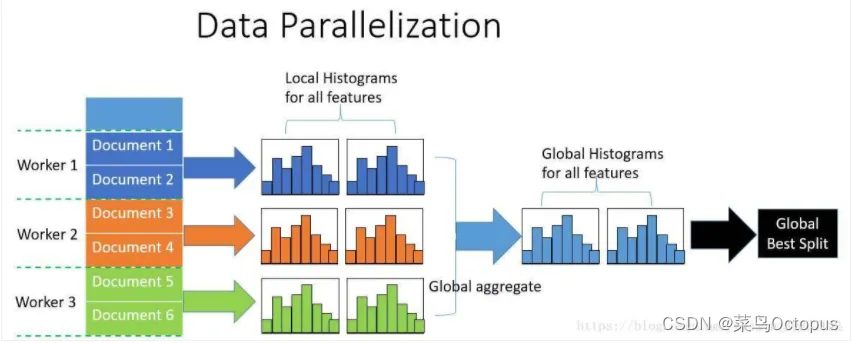 Data Parallelization
Local Histograms
for all features
Worker 1
Document 1
Document 2
Worker 2
Document 3
Document 4
Worker 3
Document 5
Document 6
Global aggregate
Global Histograms
for all features
Global
Best Split
https://blog
CSDN @菜鸟Octopus